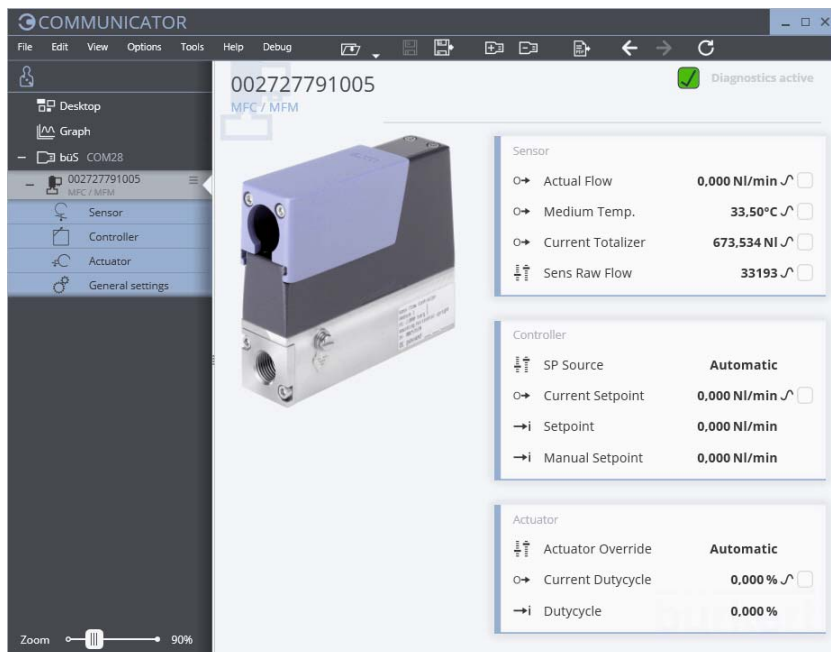 COMMUNICATOR
File Edit View Options Tools Help Debug
002727791005
MFC / MFM
Diagnostics active
Desktop
Graph
büS COM28
002727791005
MFC / MFM
Sensor
Controller
Actuator
General settings
Sensor
Actual Flow 0,000 Nl/min
Medium Temp. 33,50°C
Current Totalizer 673,534 Nl
Sens Raw Flow 33193
Controller
SP Source Automatic
Current Setpoint 0,000 Nl/min
Setpoint 0,000 Nl/min
Manual Setpoint 0,000 Nl/min
Actuator
Actuator Override Automatic
Current Dutycycle 0,000 %
Dutycycle 0,000 %
Zoom 90%